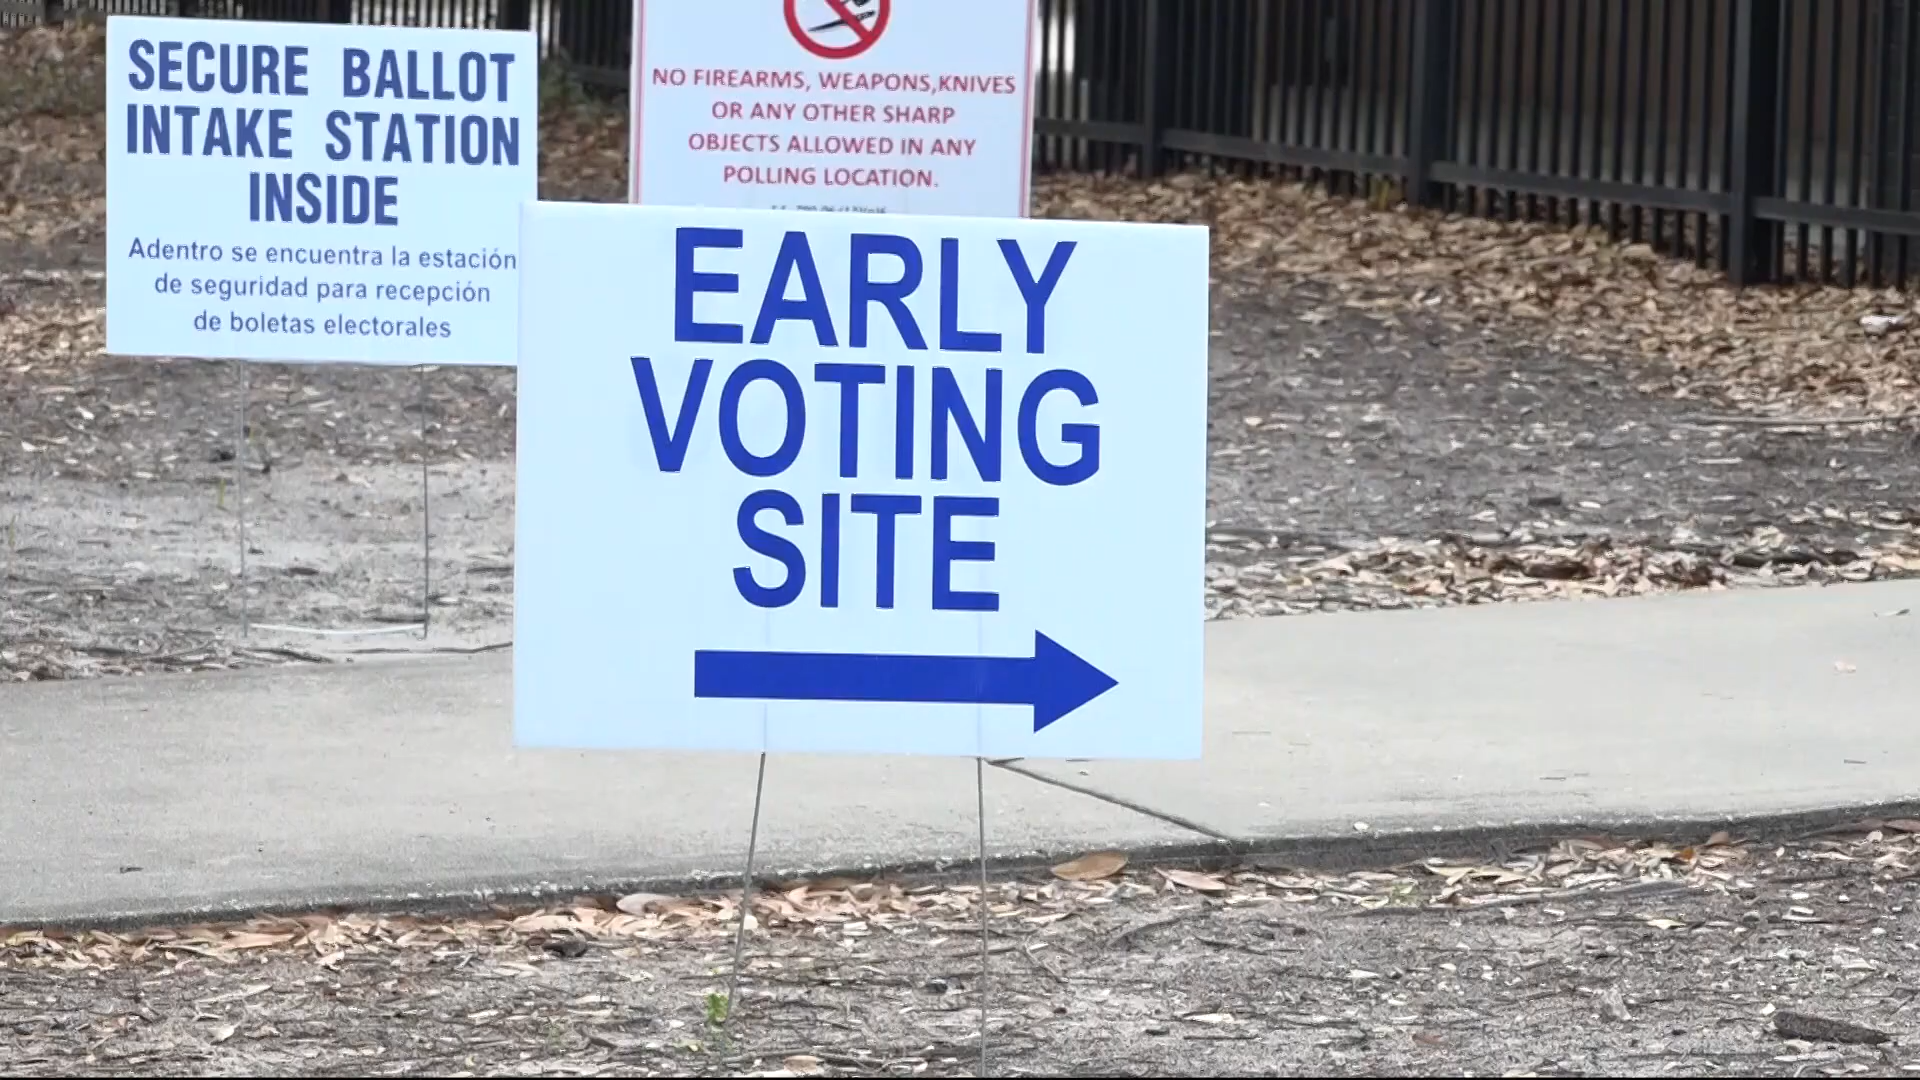 SECURE BALLOT
INTAKE STATION
INSIDE
Adentro se encuentra la estación
de seguridad para recepción
de boletas electorales
NO FIREARMS, WEAPONS,KNIVES
OR ANY OTHER SHARP
OBJECTS ALLOWED IN ANY
POLLING LOCATION.
EARLY
VOTING
SITE